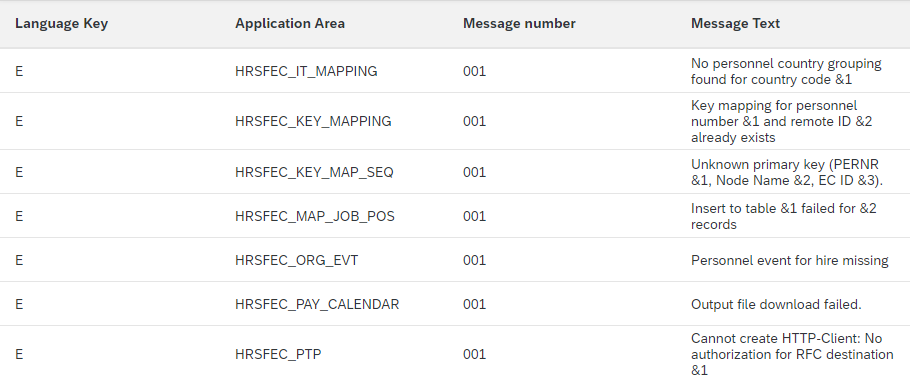 Language Key Application Area Message number Message Text
E HRSFEC_IT_MAPPING 001 No personnel country grouping
found for country code &1
E HRSFEC_KEY_MAPPING 001 Key mapping for personnel
number &1 and remote ID &2
already exists
E HRSFEC_KEY_MAP_SEQ 001 Unknown primary key (PERNR
&1, Node Name &2, EC ID &3).
E HRSFEC_MAP_JOB_POS 001 Insert to table &1 failed for &2
records
E HRSFEC_ORG_EVT 001 Personnel event for hire missing
E HRSFEC_PAY_CALENDAR 001 Output file download failed.
E HRSFEC_PTP 001 Cannot create HTTP-Client: No
authorization for RFC destination
&1